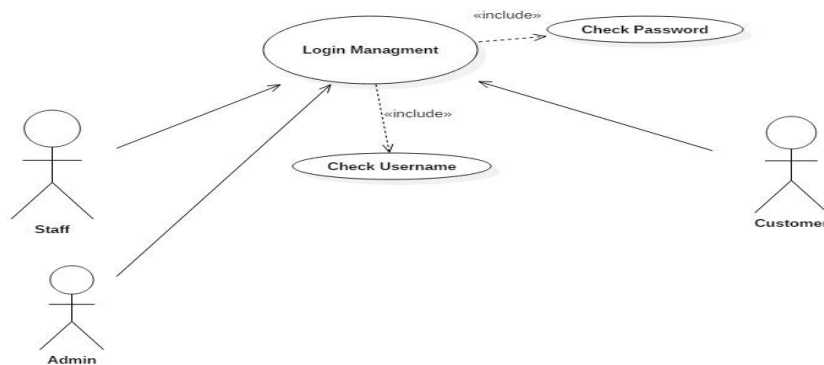 «include»
Check Password
Login Managment
«include»
Check Username
Staff
Customer
Admin